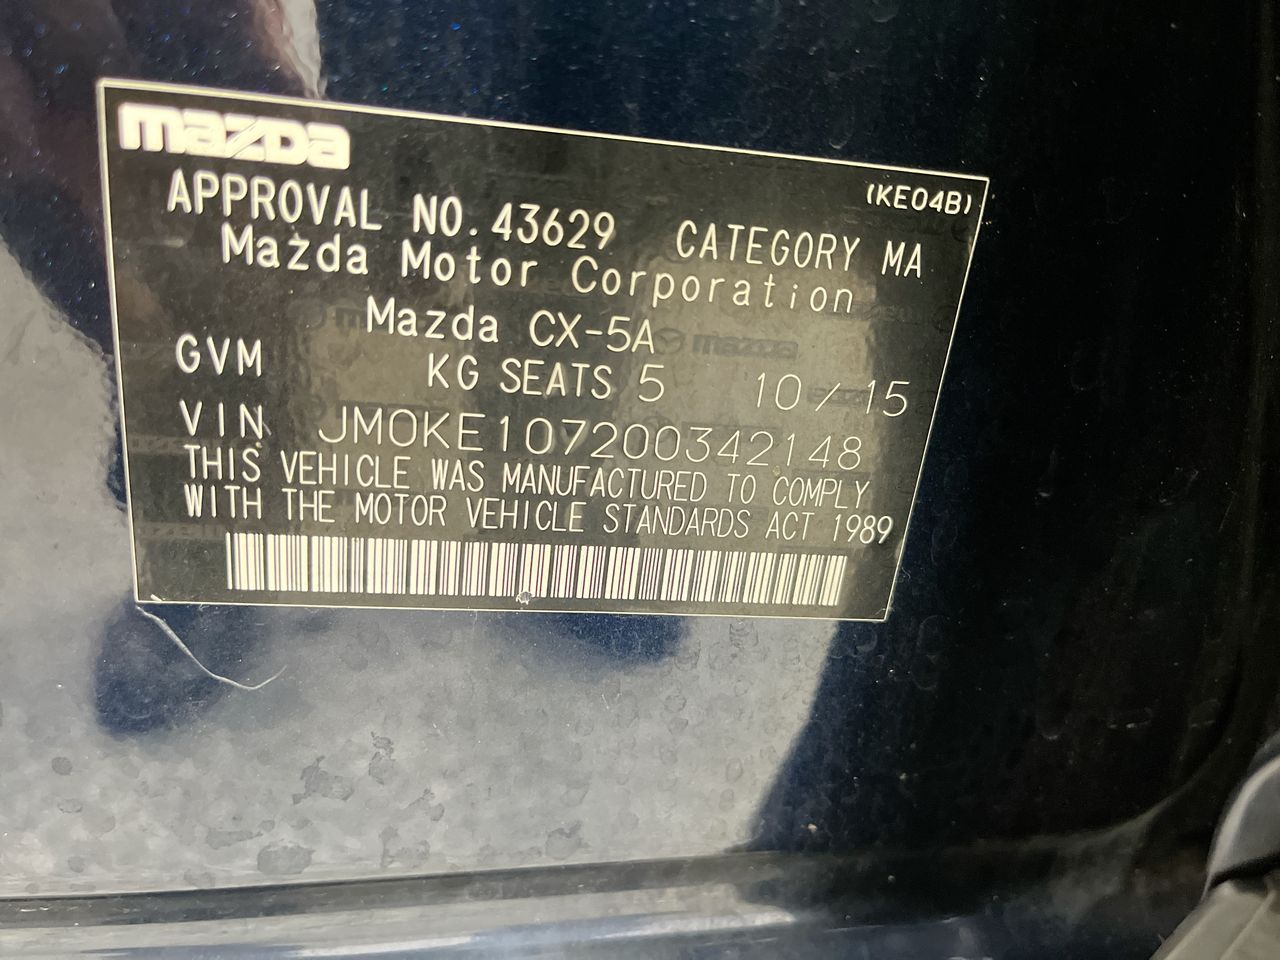 mazda
(KE04B)
APPROVAL NO. 43629 CATEGORY MA
Mazda Motor Corporation
Mazda CX-5A
GVM KG SEATS 5 10/15
VIN JM0KE107200342148
THIS VEHICLE WAS MANUFACTURED TO COMPLY
WITH THE MOTOR VEHICLE STANDARDS ACT 1989